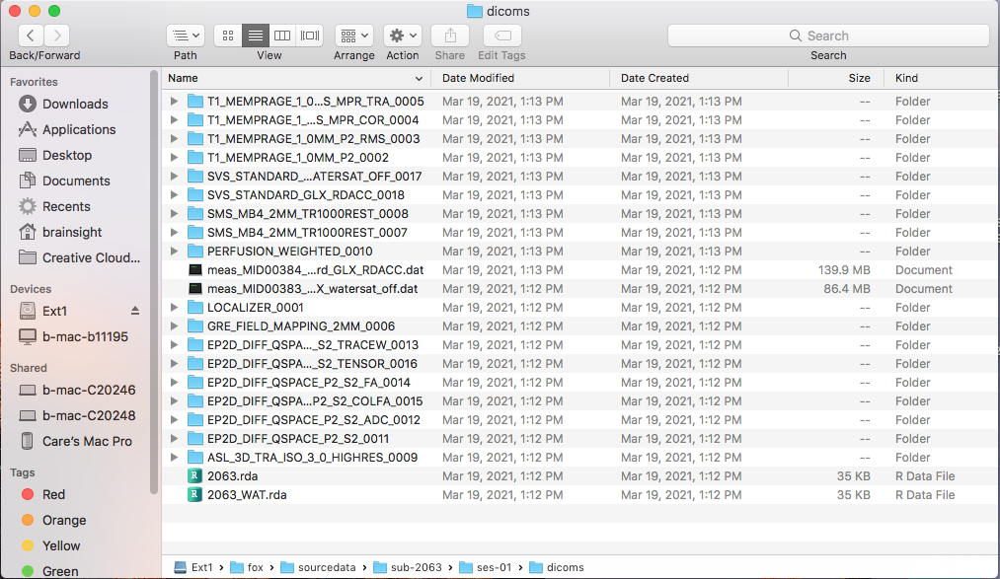 dicoms
Back/Forward Path View Arrange Action Share Edit Tags Search
Search
Favorites
Downloads
Applications
Desktop
Documents
Recents
brainsight
Creative Cloud...
Devices
Ext1
b-mac-b11195
Shared
b-mac-C20246
b-mac-C20248
Care's Mac Pro
Tags
Red
Orange
Yellow
Green
Name Date Modified Date Created Size Kind
T1_MEMPRAGE_1_0...S_MPR_TRA_0005 Mar 19, 2021, 1:13 PM Mar 19, 2021, 1:13 PM -- Folder
T1_MEMPRAGE_1_...S_MPR_COR_0004 Mar 19, 2021, 1:13 PM Mar 19, 2021, 1:13 PM -- Folder
T1_MEMPRAGE_1_0MM_P2_RMS_0003 Mar 19, 2021, 1:13 PM Mar 19, 2021, 1:13 PM -- Folder
T1_MEMPRAGE_1_0MM_P2_0002 Mar 19, 2021, 1:13 PM Mar 19, 2021, 1:13 PM -- Folder
SVS_STANDARD_...ATERSAT_OFF_0017 Mar 19, 2021, 1:13 PM Mar 19, 2021, 1:13 PM -- Folder
SVS_STANDARD_GLX_RDACC_0018 Mar 19, 2021, 1:13 PM Mar 19, 2021, 1:13 PM -- Folder
SMS_MB4_2MM_TR1000REST_0008 Mar 19, 2021, 1:13 PM Mar 19, 2021, 1:13 PM -- Folder
SMS_MB4_2MM_TR1000REST_0007 Mar 19, 2021, 1:13 PM Mar 19, 2021, 1:13 PM -- Folder
PERFUSION_WEIGHTED_0010 Mar 19, 2021, 1:13 PM Mar 19, 2021, 1:13 PM -- Folder
meas_MID00384_...rd_GLX_RDACC.dat Mar 19, 2021, 1:13 PM Mar 19, 2021, 1:13 PM 139.9 MB Document
meas_MID00383_...X_watersat_off.dat Mar 19, 2021, 1:12 PM Mar 19, 2021, 1:12 PM 86.4 MB Document
LOCALIZER_0001 Mar 19, 2021, 1:12 PM Mar 19, 2021, 1:12 PM -- Folder
GRE_FIELD_MAPPING_2MM_0006 Mar 19, 2021, 1:12 PM Mar 19, 2021, 1:12 PM -- Folder
EP2D_DIFF_QSPA..._S2_TRACEW_0013 Mar 19, 2021, 1:12 PM Mar 19, 2021, 1:12 PM -- Folder
EP2D_DIFF_QSPA..._S2_TENSOR_0016 Mar 19, 2021, 1:12 PM Mar 19, 2021, 1:12 PM -- Folder
EP2D_DIFF_QSPACE_P2_S2_FA_0014 Mar 19, 2021, 1:12 PM Mar 19, 2021, 1:12 PM -- Folder
EP2D_DIFF_QSPA...P2_S2_COLFA_0015 Mar 19, 2021, 1:12 PM Mar 19, 2021, 1:12 PM -- Folder
EP2D_DIFF_QSPACE_P2_S2_ADC_0012 Mar 19, 2021, 1:12 PM Mar 19, 2021, 1:12 PM -- Folder
EP2D_DIFF_QSPACE_P2_S2_0011 Mar 19, 2021, 1:12 PM Mar 19, 2021, 1:12 PM -- Folder
ASL_3D_TRA_ISO_3_0_HIGHRES_0009 Mar 19, 2021, 1:12 PM Mar 19, 2021, 1:12 PM -- Folder
2063.rda Mar 19, 2021, 1:12 PM Mar 19, 2021, 1:12 PM 35 KB R Data File
2063_WAT.rda Mar 19, 2021, 1:12 PM Mar 19, 2021, 1:12 PM 35 KB R Data File
Ext1 › fox › sourcedata › sub-2063 › ses-01 › dicoms